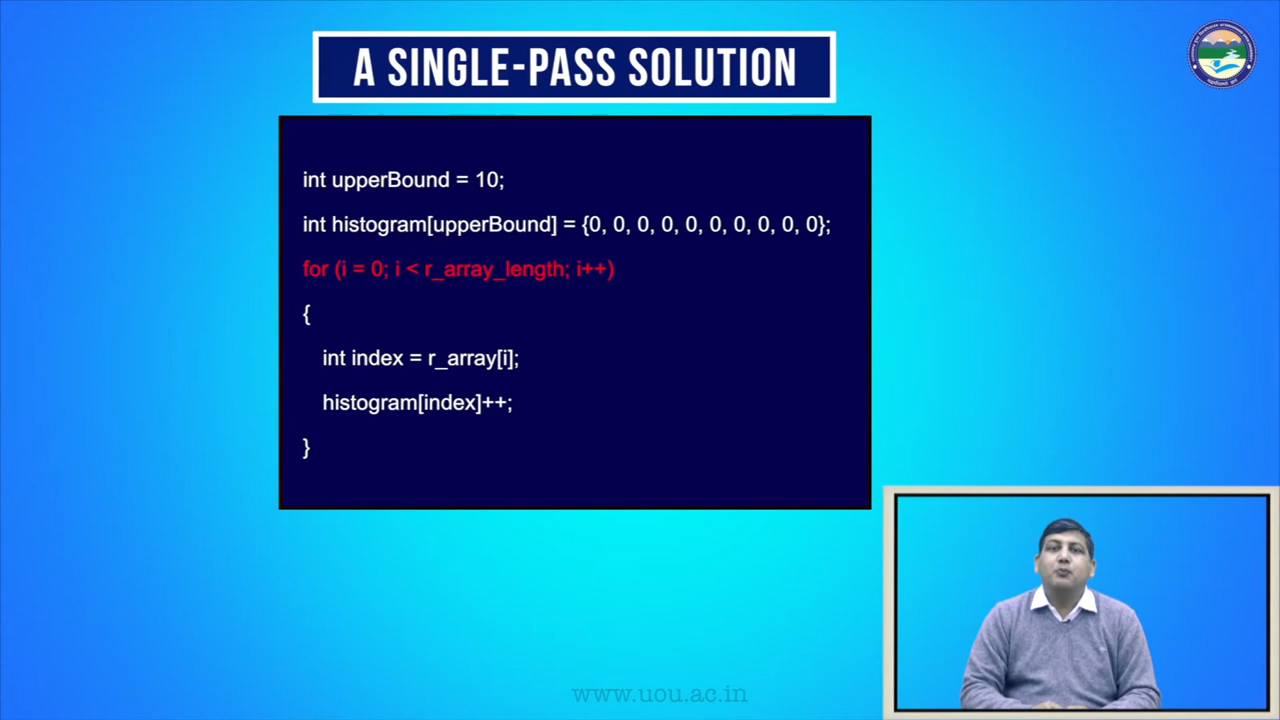 A SINGLE-PASS SOLUTION
int upperBound = 10;
int histogram[upperBound] = {0, 0, 0, 0, 0, 0, 0, 0, 0, 0};
for (i = 0; i < r_array_length; i++)
{
int index = r_array[i];
histogram[index]++;
}
www.uou.ac.in